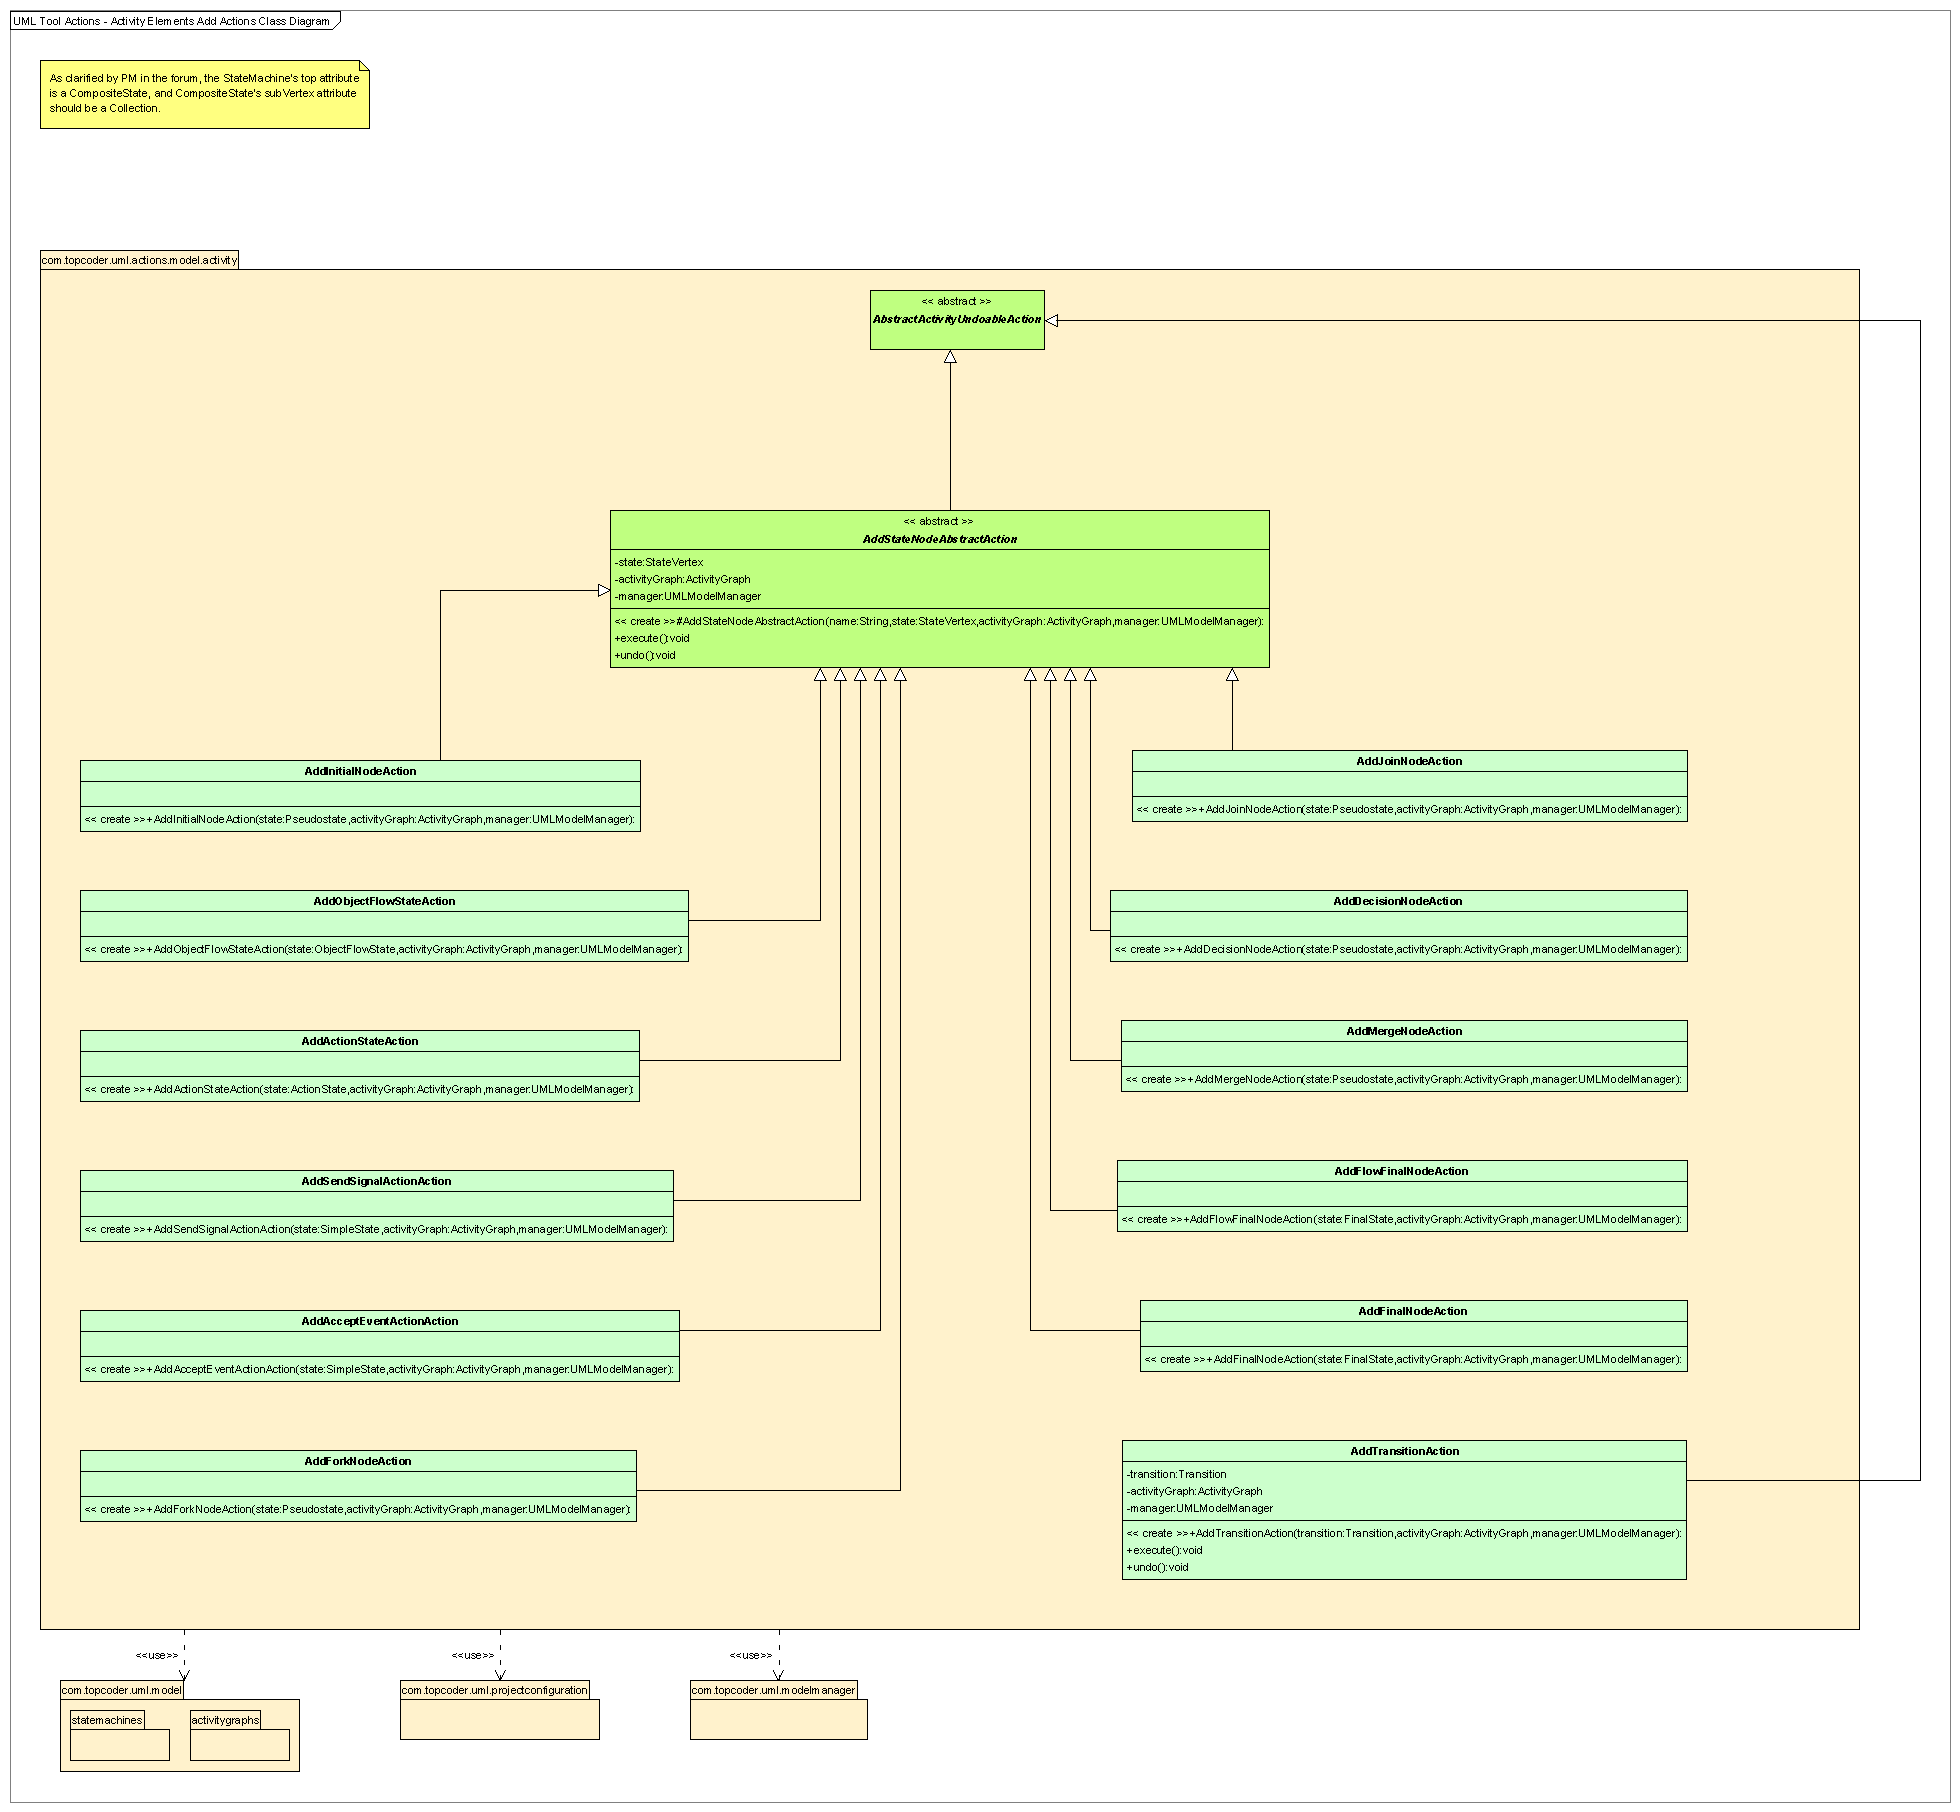 UML Tool Actions - Activity Elements Add Actions Class Diagram
As clarified by PM in the forum, the StateMachine's top attribute
is a CompositeState, and CompositeState's subVertex attribute
should be a Collection.
com.topcoder.uml.actions.model.activity
<< abstract >>
AbstractActivityUndoableAction
<< abstract >>
AddStateNodeAbstractAction
-state:StateVertex
-activityGraph:ActivityGraph
-manager:UMLModelManager
<< create >>#AddStateNodeAbstractAction(name:String,state:StateVertex,activityGraph:ActivityGraph,manager:UMLModelManager):
+execute():void
+undo():void
AddInitialNodeAction
<< create >>+AddInitialNodeAction(state:Pseudostate,activityGraph:ActivityGraph,manager:UMLModelManager):
AddJoinNodeAction
<< create >>+AddJoinNodeAction(state:Pseudostate,activityGraph:ActivityGraph,manager:UMLModelManager):
AddObjectFlowStateAction
<< create >>+AddObjectFlowStateAction(state:ObjectFlowState,activityGraph:ActivityGraph,manager:UMLModelManager):
AddDecisionNodeAction
<< create >>+AddDecisionNodeAction(state:Pseudostate,activityGraph:ActivityGraph,manager:UMLModelManager):
AddActionStateAction
<< create >>+AddActionStateAction(state:ActionState,activityGraph:ActivityGraph,manager:UMLModelManager):
AddMergeNodeAction
<< create >>+AddMergeNodeAction(state:Pseudostate,activityGraph:ActivityGraph,manager:UMLModelManager):
AddSendSignalActionAction
<< create >>+AddSendSignalActionAction(state:SimpleState,activityGraph:ActivityGraph,manager:UMLModelManager):
AddFlowFinalNodeAction
<< create >>+AddFlowFinalNodeAction(state:FinalState,activityGraph:ActivityGraph,manager:UMLModelManager):
AddAcceptEventActionAction
<< create >>+AddAcceptEventActionAction(state:SimpleState,activityGraph:ActivityGraph,manager:UMLModelManager):
AddFinalNodeAction
<< create >>+AddFinalNodeAction(state:FinalState,activityGraph:ActivityGraph,manager:UMLModelManager):
AddForkNodeAction
<< create >>+AddForkNodeAction(state:Pseudostate,activityGraph:ActivityGraph,manager:UMLModelManager):
AddTransitionAction
-transition:Transition
-activityGraph:ActivityGraph
-manager:UMLModelManager
<< create >>+AddTransitionAction(transition:Transition,activityGraph:ActivityGraph,manager:UMLModelManager):
+execute():void
+undo():void
<<use>>
<<use>>
<<use>>
com.topcoder.uml.model
statemachines
activitygraphs
com.topcoder.uml.projectconfiguration
com.topcoder.uml.modelmanager